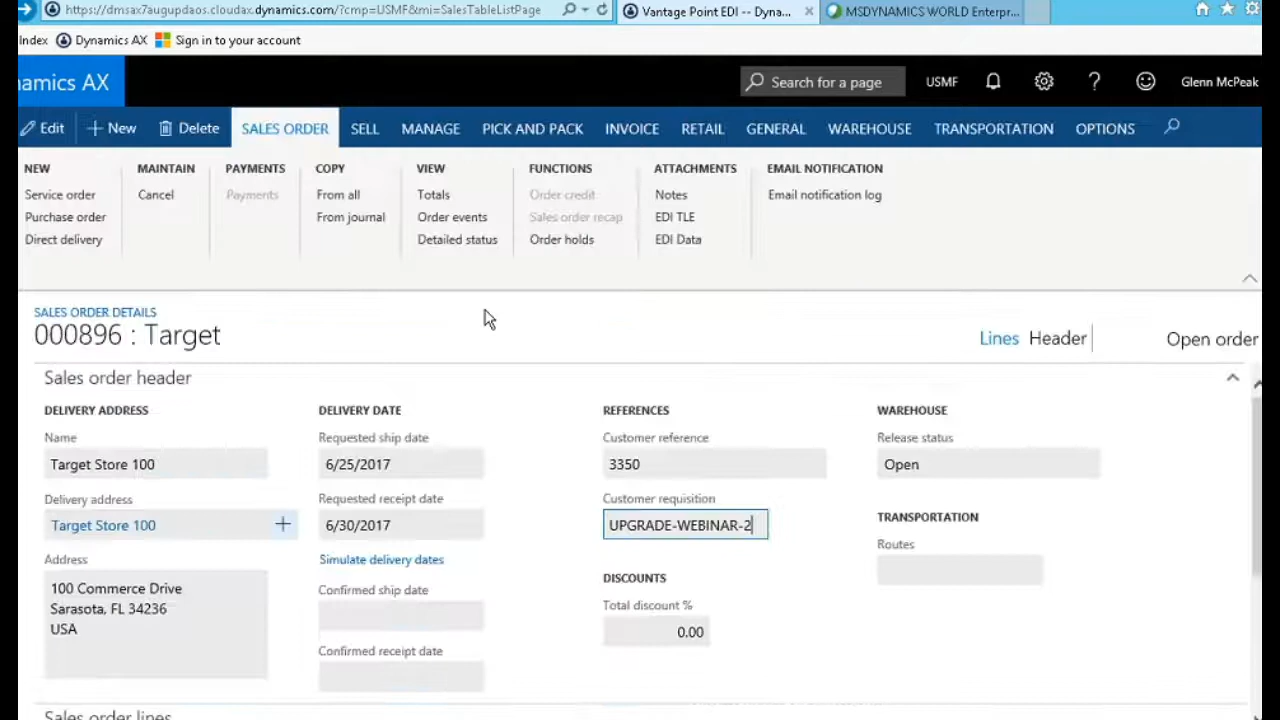 https://dmsax7augupdaos.cloudax.dynamics.com/?cmp=USMF&mi=SalesTableListPage
Vantage Point EDI -- Dyna...
MSDYNAMICS WORLD Enterpr...
Index Dynamics AX Sign in to your account
namics AX
Search for a page USMF Glenn McPeak
Edit New Delete SALES ORDER SELL MANAGE PICK AND PACK INVOICE RETAIL GENERAL WAREHOUSE TRANSPORTATION OPTIONS
NEW MAINTAIN PAYMENTS COPY VIEW FUNCTIONS ATTACHMENTS EMAIL NOTIFICATION
Service order Cancel Payments From all Totals Order credit Notes Email notification log
Purchase order From journal Order events Sales order recap EDI TLE
Direct delivery Detailed status Order holds EDI Data
SALES ORDER DETAILS
000896 : Target
Lines Header Open order
Sales order header
DELIVERY ADDRESS
Name
Target Store 100
Delivery address
Target Store 100
Address
100 Commerce Drive
Sarasota, FL 34236
USA
DELIVERY DATE
Requested ship date
6/25/2017
Requested receipt date
6/30/2017
Simulate delivery dates
Confirmed ship date
Confirmed receipt date
REFERENCES
Customer reference
3350
Customer requisition
UPGRADE-WEBINAR-2
DISCOUNTS
Total discount %
0.00
WAREHOUSE
Release status
Open
TRANSPORTATION
Routes
Sales order lines